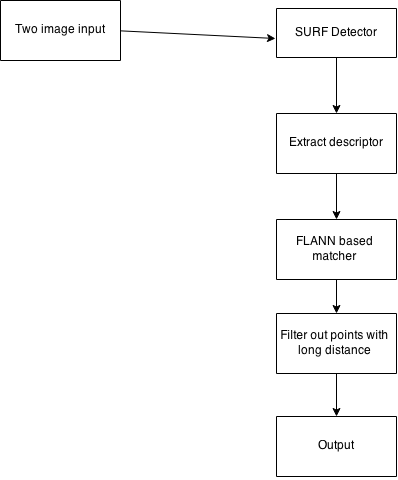 Two image input
SURF Detector
Extract descriptor
FLANN based
matcher
Filter out points with
long distance
Output